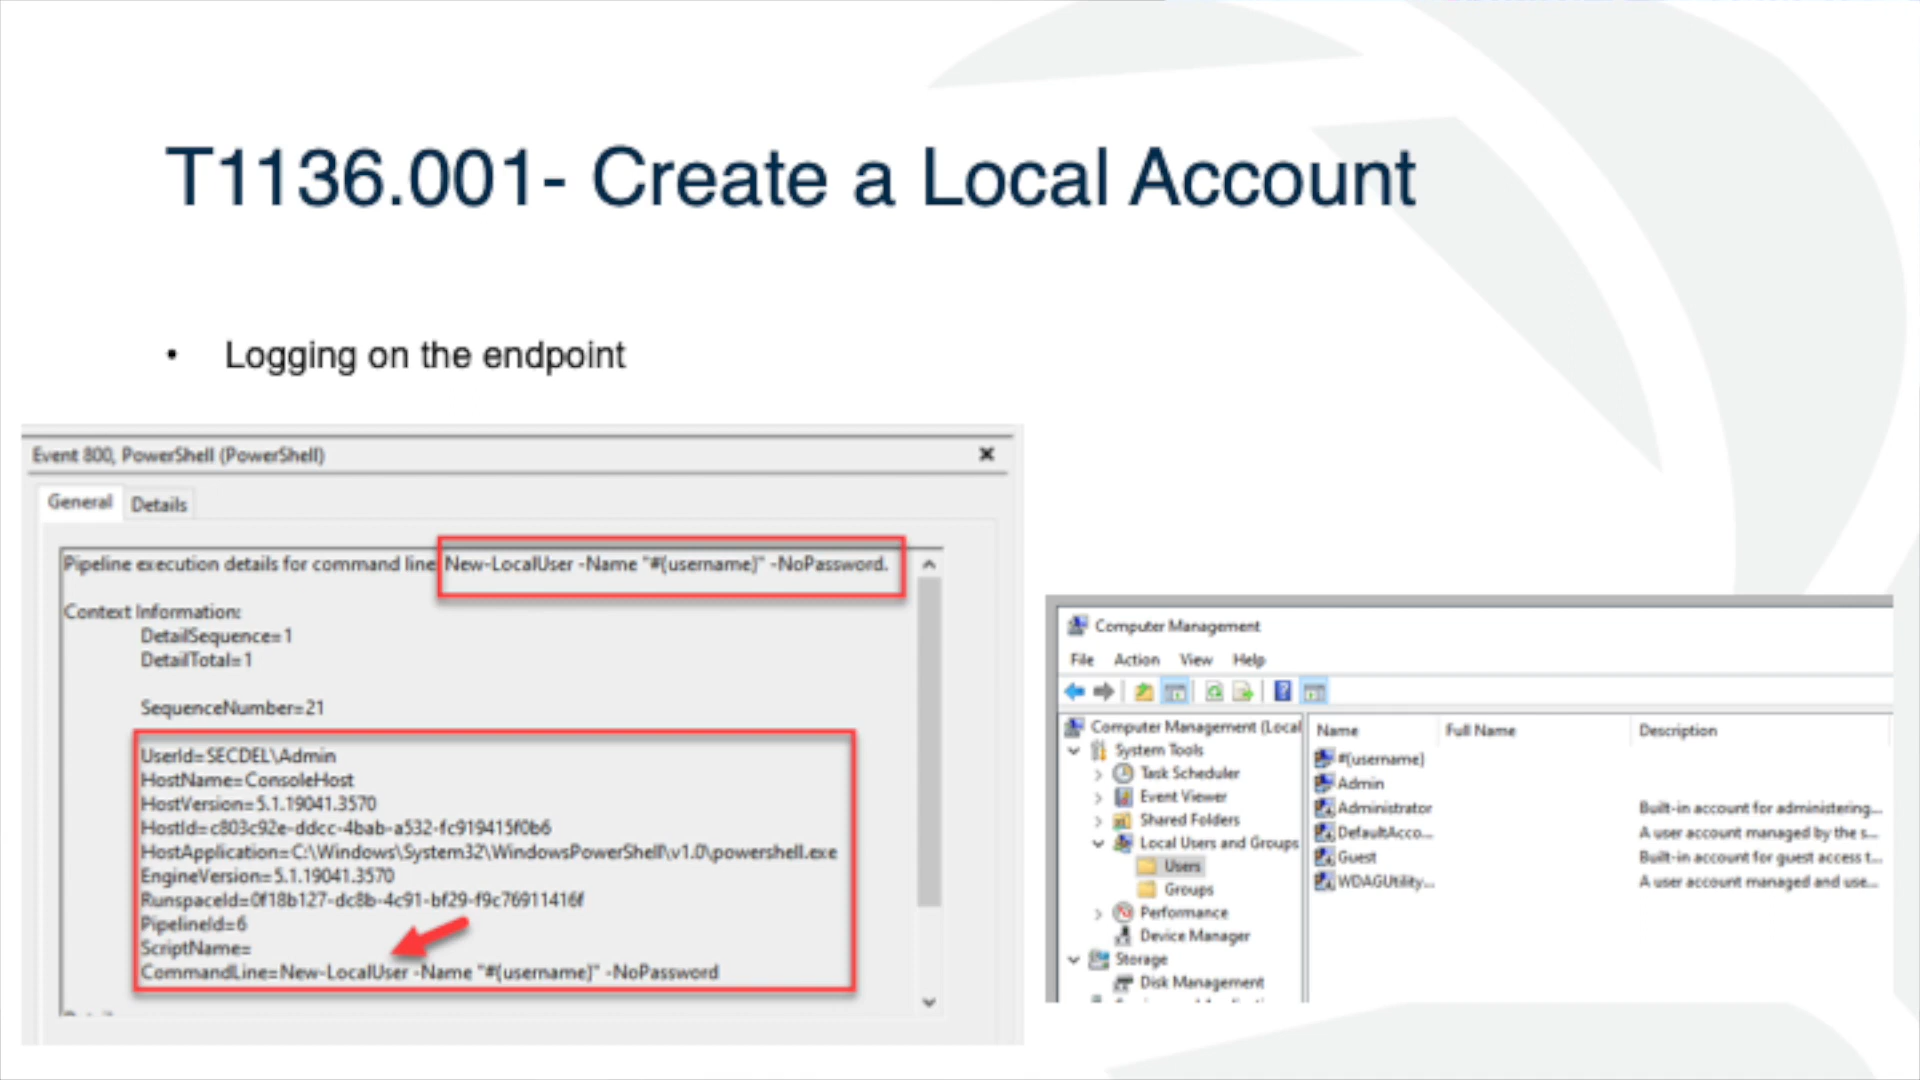 T1136.001- Create a Local Account
• Logging on the endpoint
Event 800, PowerShell (PowerShell)
General Details
Pipeline execution details for command line: New-LocalUser -Name "#{username}" -NoPassword.
Context Information:
DetailSequence=1
DetailTotal=1
SequenceNumber=21
UserId=SECDEL\Admin
HostName=ConsoleHost
HostVersion=5.1.19041.3570
HostId=c803c92e-ddcc-4bab-a532-fc919415f0b6
HostApplication=C:\Windows\System32\WindowsPowerShell\v1.0\powershell.exe
EngineVersion=5.1.19041.3570
RunspaceId=0f18b127-dc8b-4c91-bf29-f9c76911416f
PipelineId=6
ScriptName=
CommandLine=New-LocalUser -Name "#{username}" -NoPassword
Computer Management
File Action View Help
Computer Management (Local
System Tools
Task Scheduler
Event Viewer
Shared Folders
Local Users and Groups
Users
Groups
Performance
Device Manager
Storage
Disk Management
Name Full Name Description
#{username}
Admin
Administrator Built-in account for administering...
DefaultAcco... A user account managed by the s...
Guest Built-in account for guest access t...
WDAGUtility... A user account managed and use...